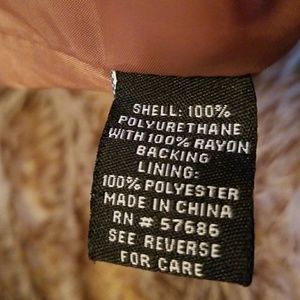 SHELL: 100%
POLYURETHANE
WITH 100% RAYON
BACKING
LINING:
100% POLYESTER
MADE IN CHINA
RN # 57686
SEE REVERSE
FOR CARE